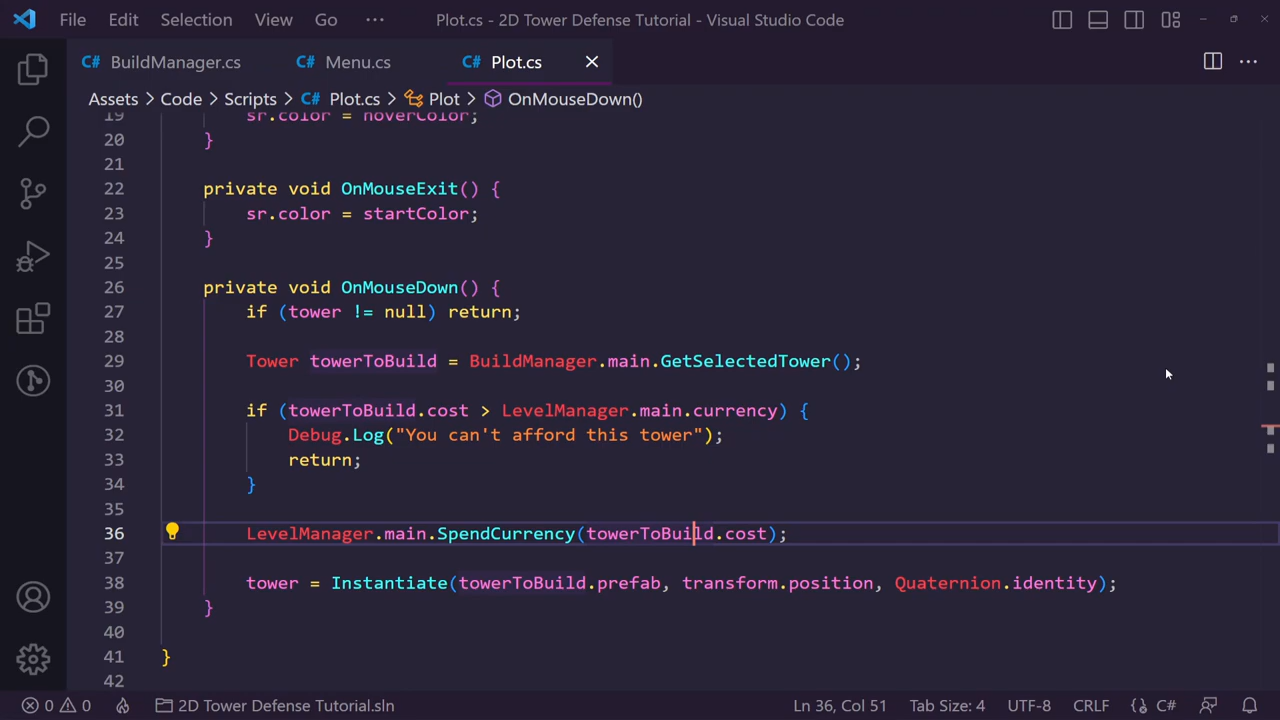 File Edit Selection View Go ··· Plot.cs - 2D Tower Defense Tutorial - Visual Studio Code
C# BuildManager.cs C# Menu.cs C# Plot.cs
Assets > Code > Scripts > C# Plot.cs > Plot > OnMouseDown()
19 sr.color = hoverColor;
20 }
21
22 private void OnMouseExit() {
23 sr.color = startColor;
24 }
25
26 private void OnMouseDown() {
27 if (tower != null) return;
28
29 Tower towerToBuild = BuildManager.main.GetSelectedTower();
30
31 if (towerToBuild.cost > LevelManager.main.currency) {
32 Debug.Log("You can't afford this tower");
33 return;
34 }
35
36 LevelManager.main.SpendCurrency(towerToBuild.cost);
37
38 tower = Instantiate(towerToBuild.prefab, transform.position, Quaternion.identity);
39 }
40
41 }
42
0 0 2D Tower Defense Tutorial.sln Ln 36, Col 51 Tab Size: 4 UTF-8 CRLF {} C#